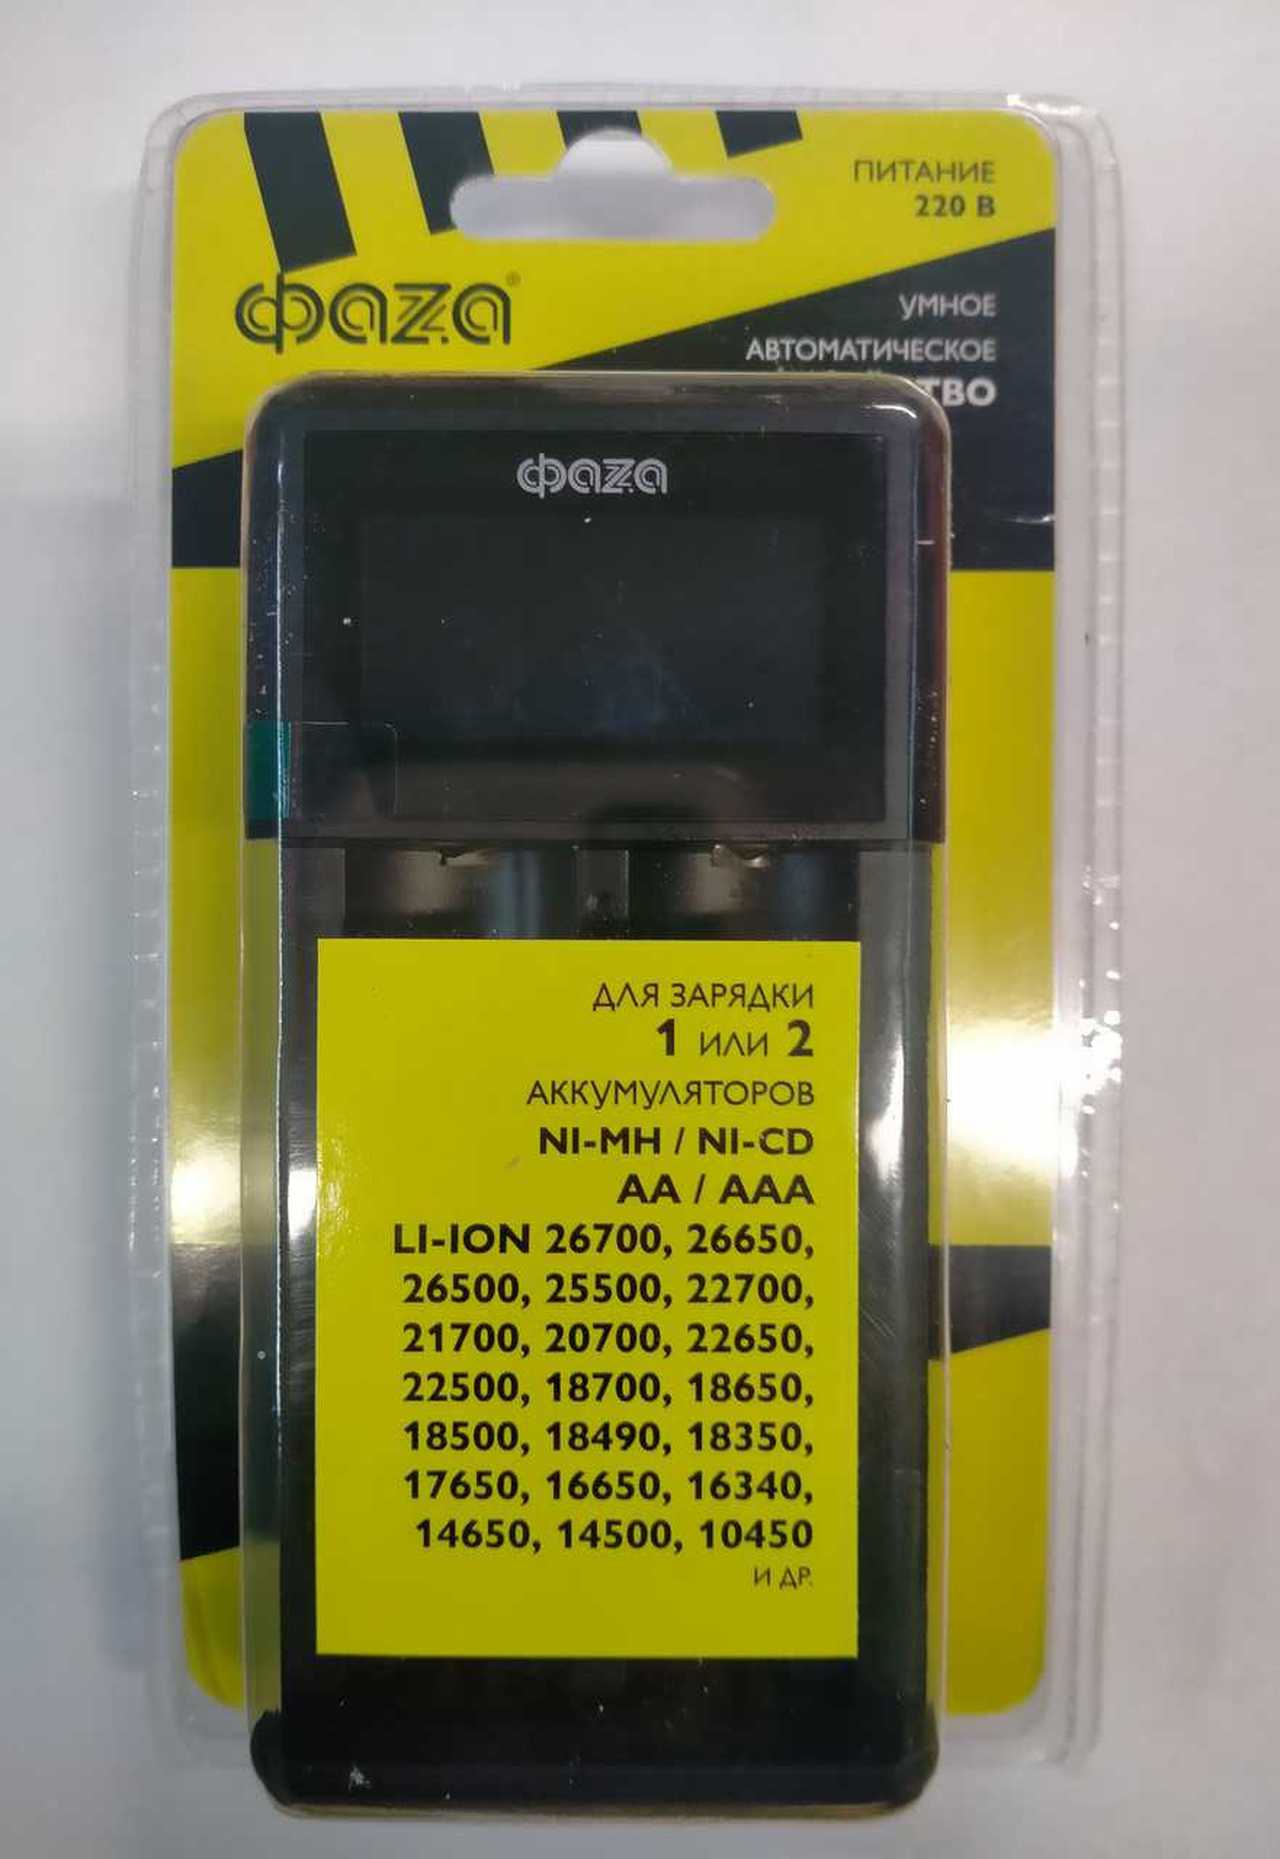 ПИТАНИЕ
220 В
фаzа®
УМНОЕ
АВТОМАТИЧЕСКОЕ
фаzа
ДЛЯ ЗАРЯДКИ
1 ИЛИ 2
АККУМУЛЯТОРОВ
NI-MH / NI-CD
AA / AAA
LI-ION 26700, 26650,
26500, 25500, 22700,
21700, 20700, 22650,
22500, 18700, 18650,
18500, 18490, 18350,
17650, 16650, 16340,
14650, 14500, 10450
И ДР.